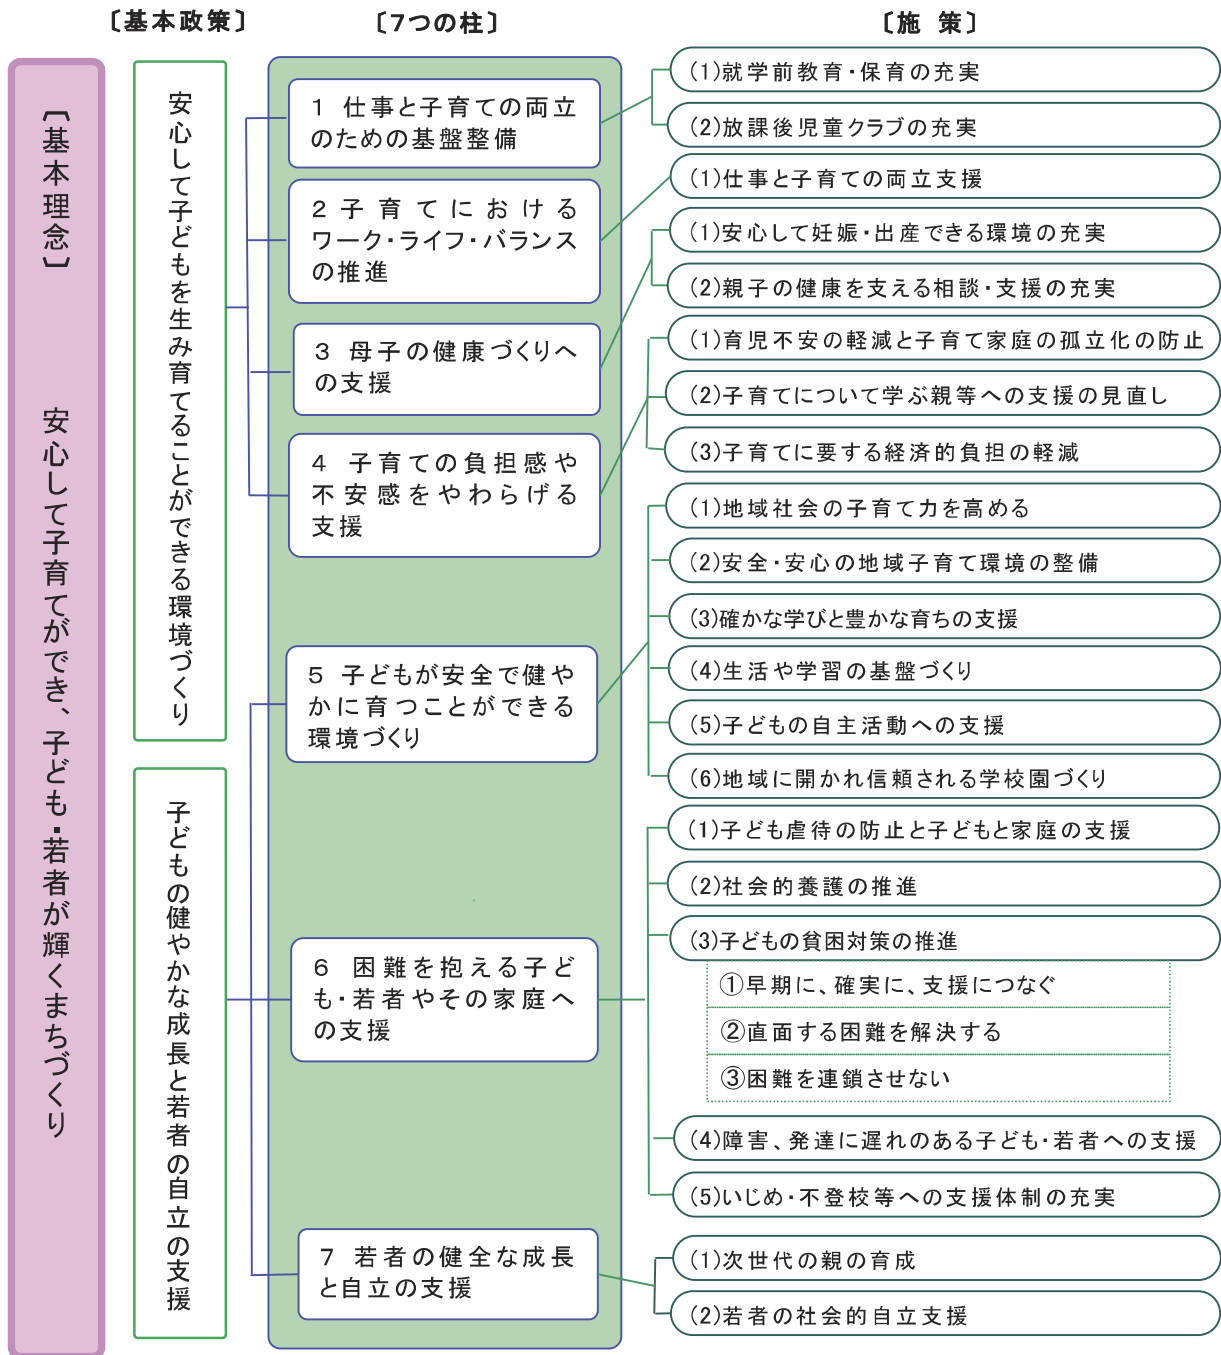 〔基本政策〕
〔7つの柱〕
〔施 策〕
〔基本理念〕 安心して子育てができ、子ども・若者が輝くまちづくり
安心して子どもを生み育てることができる環境づくり
1 仕事と子育ての両立
のための基盤整備
(1)就学前教育・保育の充実
(2)放課後児童クラブの充実
2 子育てにおける
ワーク・ライフ・バランス
の推進
(1)仕事と子育ての両立支援
3 母子の健康づくりへ
の支援
(1)安心して妊娠・出産できる環境の充実
(2)親子の健康を支える相談・支援の充実
4 子育ての負担感や
不安感をやわらげる
支援
(1)育児不安の軽減と子育て家庭の孤立化の防止
(2)子育てについて学ぶ親等への支援の見直し
(3)子育てに要する経済的負担の軽減
子どもの健やかな成長と若者の自立の支援
5 子どもが安全で健や
かに育つことができる
環境づくり
(1)地域社会の子育て力を高める
(2)安全・安心の地域子育て環境の整備
(3)確かな学びと豊かな育ちの支援
(4)生活や学習の基盤づくり
(5)子どもの自主活動への支援
(6)地域に開かれ信頼される学校園づくり
6 困難を抱える子ど
も・若者やその家庭へ
の支援
(1)子ども虐待の防止と子どもと家庭の支援
(2)社会的養護の推進
(3)子どもの貧困対策の推進
①早期に、確実に、支援につなぐ
②直面する困難を解決する
③困難を連鎖させない
(4)障害、発達に遅れのある子ども・若者への支援
(5)いじめ・不登校等への支援体制の充実
7 若者の健全な成長
と自立の支援
(1)次世代の親の育成
(2)若者の社会的自立支援